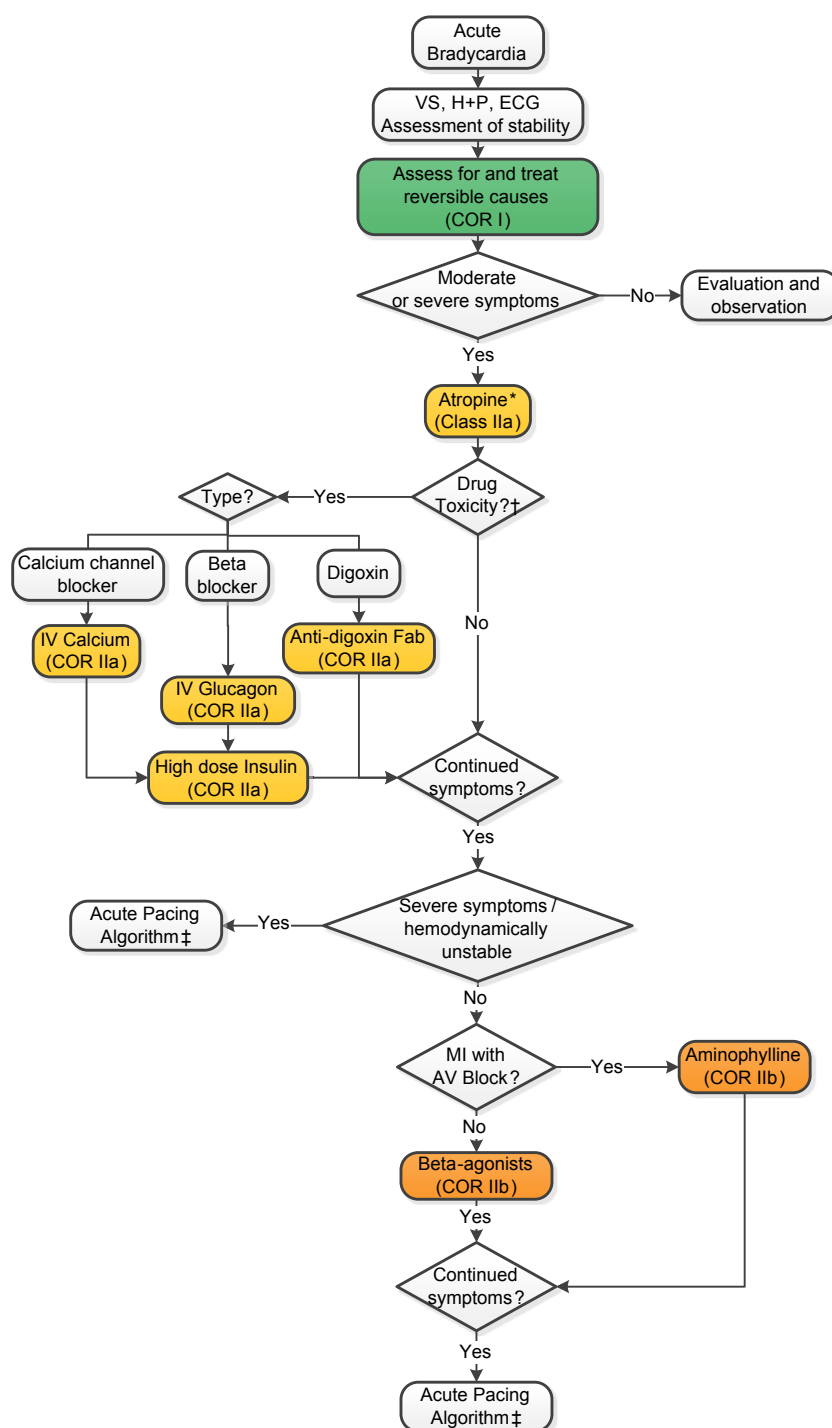 Acute
Bradycardia
VS, H+P, ECG
Assessment of stability
Assess for and treat
reversible causes
(COR I)
Moderate
or severe symptoms
No
Evaluation and
observation
Yes
Atropine*
(Class IIa)
Drug
Toxicity?†
Yes
Type?
Calcium channel
blocker
Beta
blocker
Digoxin
No
IV Calcium
(COR IIa)
Anti-digoxin Fab
(COR IIa)
IV Glucagon
(COR IIa)
High dose Insulin
(COR IIa)
Continued
symptoms?
Yes
Severe symptoms /
hemodynamically
unstable
Yes
Acute Pacing
Algorithm‡
No
MI with
AV Block?
Yes
Aminophylline
(COR IIb)
No
Beta-agonists
(COR IIb)
Yes
Continued
symptoms?
Yes
Acute Pacing
Algorithm‡